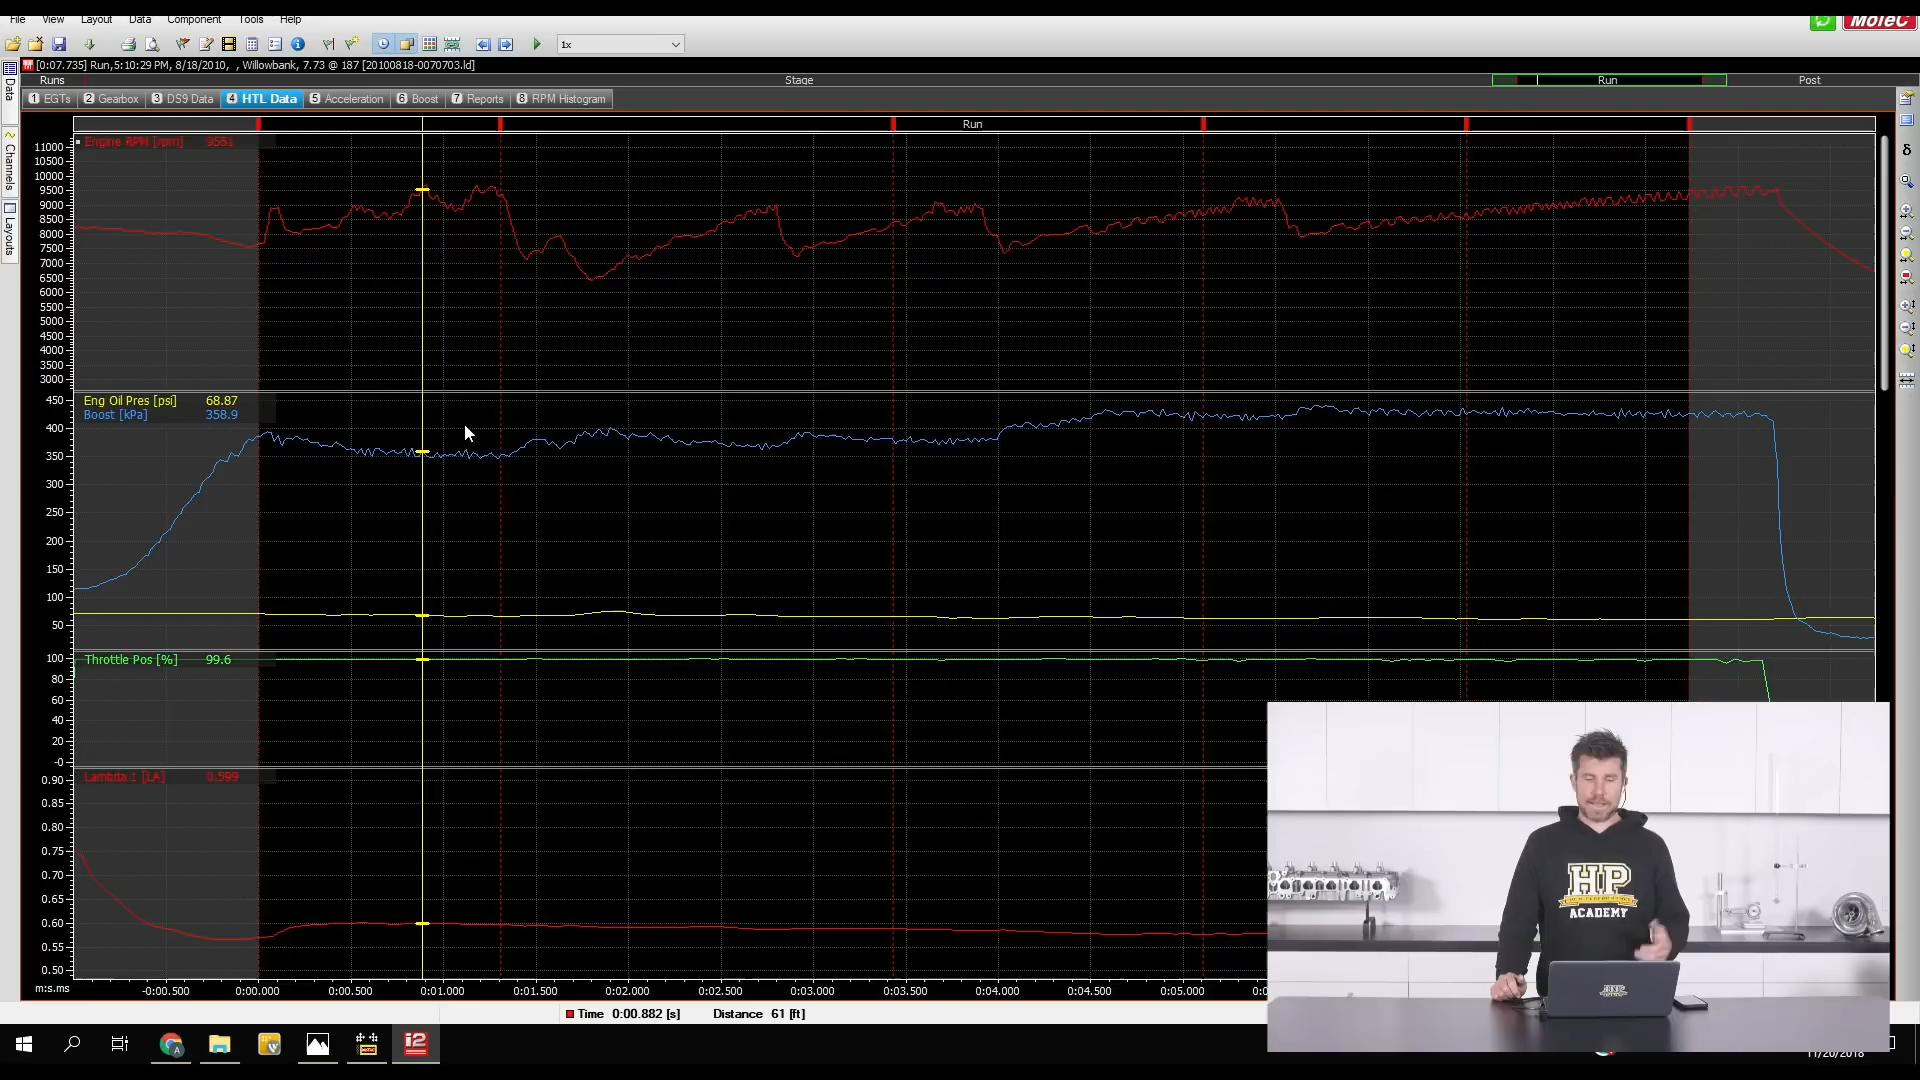 File View Layout Data Component Tools Help
MoTeC
1x
[0:07.735] Run,5:10:29 PM, 8/18/2010, , Willowbank, 7.73 @ 187 [20100818-0070703.ld]
Runs Stage Run Post
1 EGTs 2 Gearbox 3 DS9 Data 4 HTL Data 5 Acceleration 6 Boost 7 Reports 8 RPM Histogram
Data
Channels
Layouts
Run
Engine RPM [rpm] 9551
11000
10500
10000
9500
9000
8500
8000
7500
7000
6500
6000
5500
5000
4500
4000
3500
3000
Eng Oil Pres [psi] 68.87
Boost [kPa] 358.9
450
400
350
300
250
200
150
100
50
Throttle Pos [%] 99.6
100
80
60
40
20
-0
Lambda 1 [LA] 0.599
0.90
0.85
0.80
0.75
0.70
0.65
0.60
0.55
0.50
m:s.ms -0:00.500 0:00.000 0:00.500 0:01.000 0:01.500 0:02.000 0:02.500 0:03.000 0:03.500 0:04.000 0:04.500 0:05.000
Time 0:00.882 [s] Distance 61 [ft]
HP
ACADEMY
i2
11/20/2018